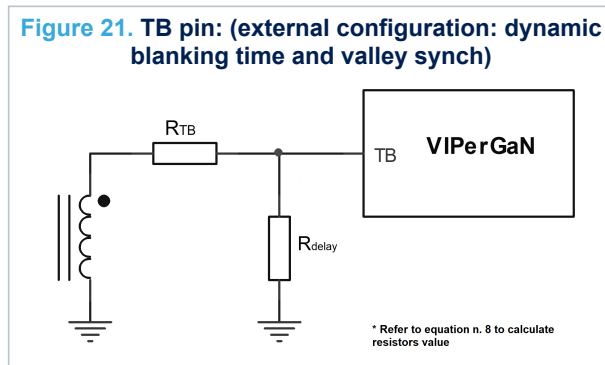 Figure 21. TB pin: (external configuration: dynamic
blanking time and valley synch)
RTB
TB
VIPerGaN
Rdelay
* Refer to equation n. 8 to calculate
resistors value